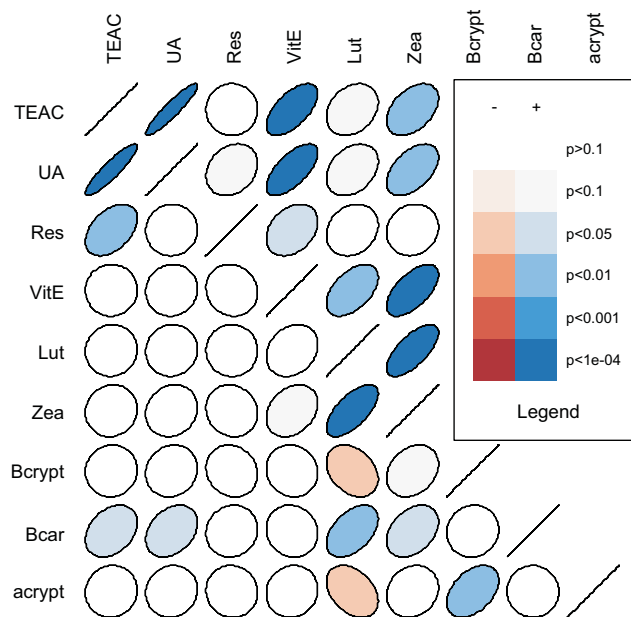 TEAC UA Res VitE Lut Zea Bcrypt Bcar acrypt
TEAC
UA
Res
VitE
Lut
Zea
Bcrypt
Bcar
acrypt
- +
p>0.1
p<0.1
p<0.05
p<0.01
p<0.001
p<1e-04
Legend